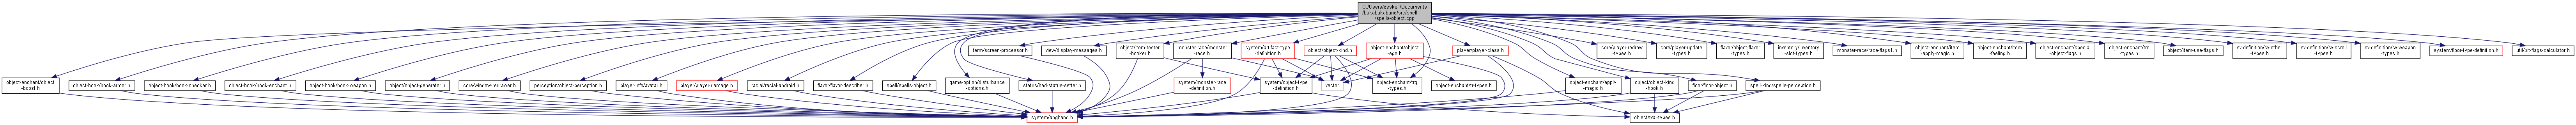 C:/Users/deskull/Documents
/bakabakaband/src/spell
/spells-object.cpp
term/screen-processor.h
view/display-messages.h
object/item-tester
-hooker.h
monster-race/monster
-race.h
system/artifact-type
-definition.h
object/object-kind.h
object-enchant/object
-ego.h
player/player-class.h
core/player-redraw
-types.h
core/player-update
-types.h
flavor/object-flavor
-types.h
inventory/inventory
-slot-types.h
monster-race/race-flags1.h
object-enchant/item
-apply-magic.h
object-enchant/item
-feeling.h
object-enchant/special
-object-flags.h
object-enchant/trc
-types.h
object/item-use-flags.h
sv-definition/sv-other
-types.h
sv-definition/sv-scroll
-types.h
sv-definition/sv-weapon
-types.h
system/floor-type-definition.h
util/bit-flags-calculator.h
object-enchant/object
-boost.h
object-hook/hook-armor.h
object-hook/hook-checker.h
object-hook/hook-enchant.h
object-hook/hook-weapon.h
object/object-generator.h
core/window-redrawer.h
perception/object-perception.h
player-info/avatar.h
player/player-damage.h
racial/racial-android.h
flavor/flavor-describer.h
spell/spells-object.h
game-option/disturbance
-options.h
status/bad-status-setter.h
system/monster-race
-definition.h
system/object-type
-definition.h
vector
object-enchant/trg
-types.h
object-enchant/tr-types.h
object-enchant/apply
-magic.h
object/object-kind
-hook.h
floor/floor-object.h
spell-kind/spells-perception.h
system/angband.h
object/tval-types.h